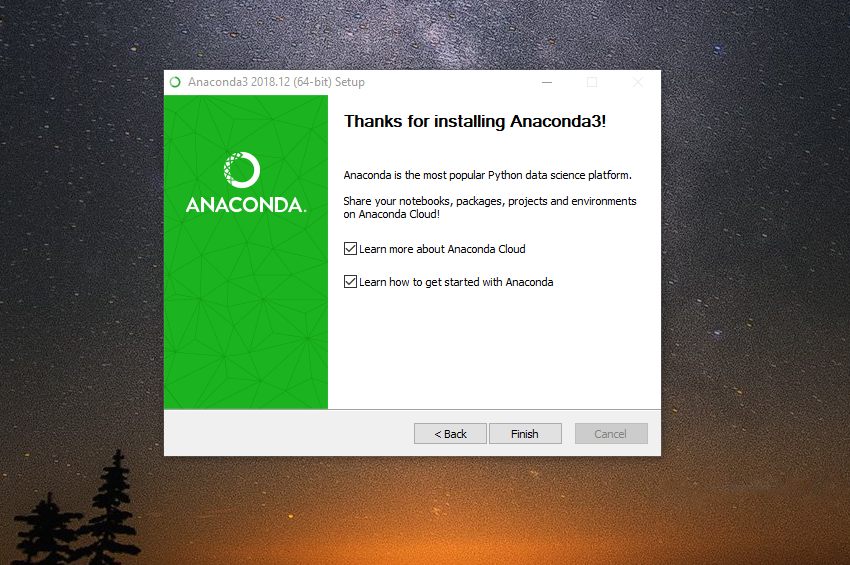 Anaconda3 2018.12 (64-bit) Setup
ANACONDA.
Thanks for installing Anaconda3!
Anaconda is the most popular Python data science platform.
Share your notebooks, packages, projects and environments
on Anaconda Cloud!
Learn more about Anaconda Cloud
Learn how to get started with Anaconda
< Back
Finish
Cancel